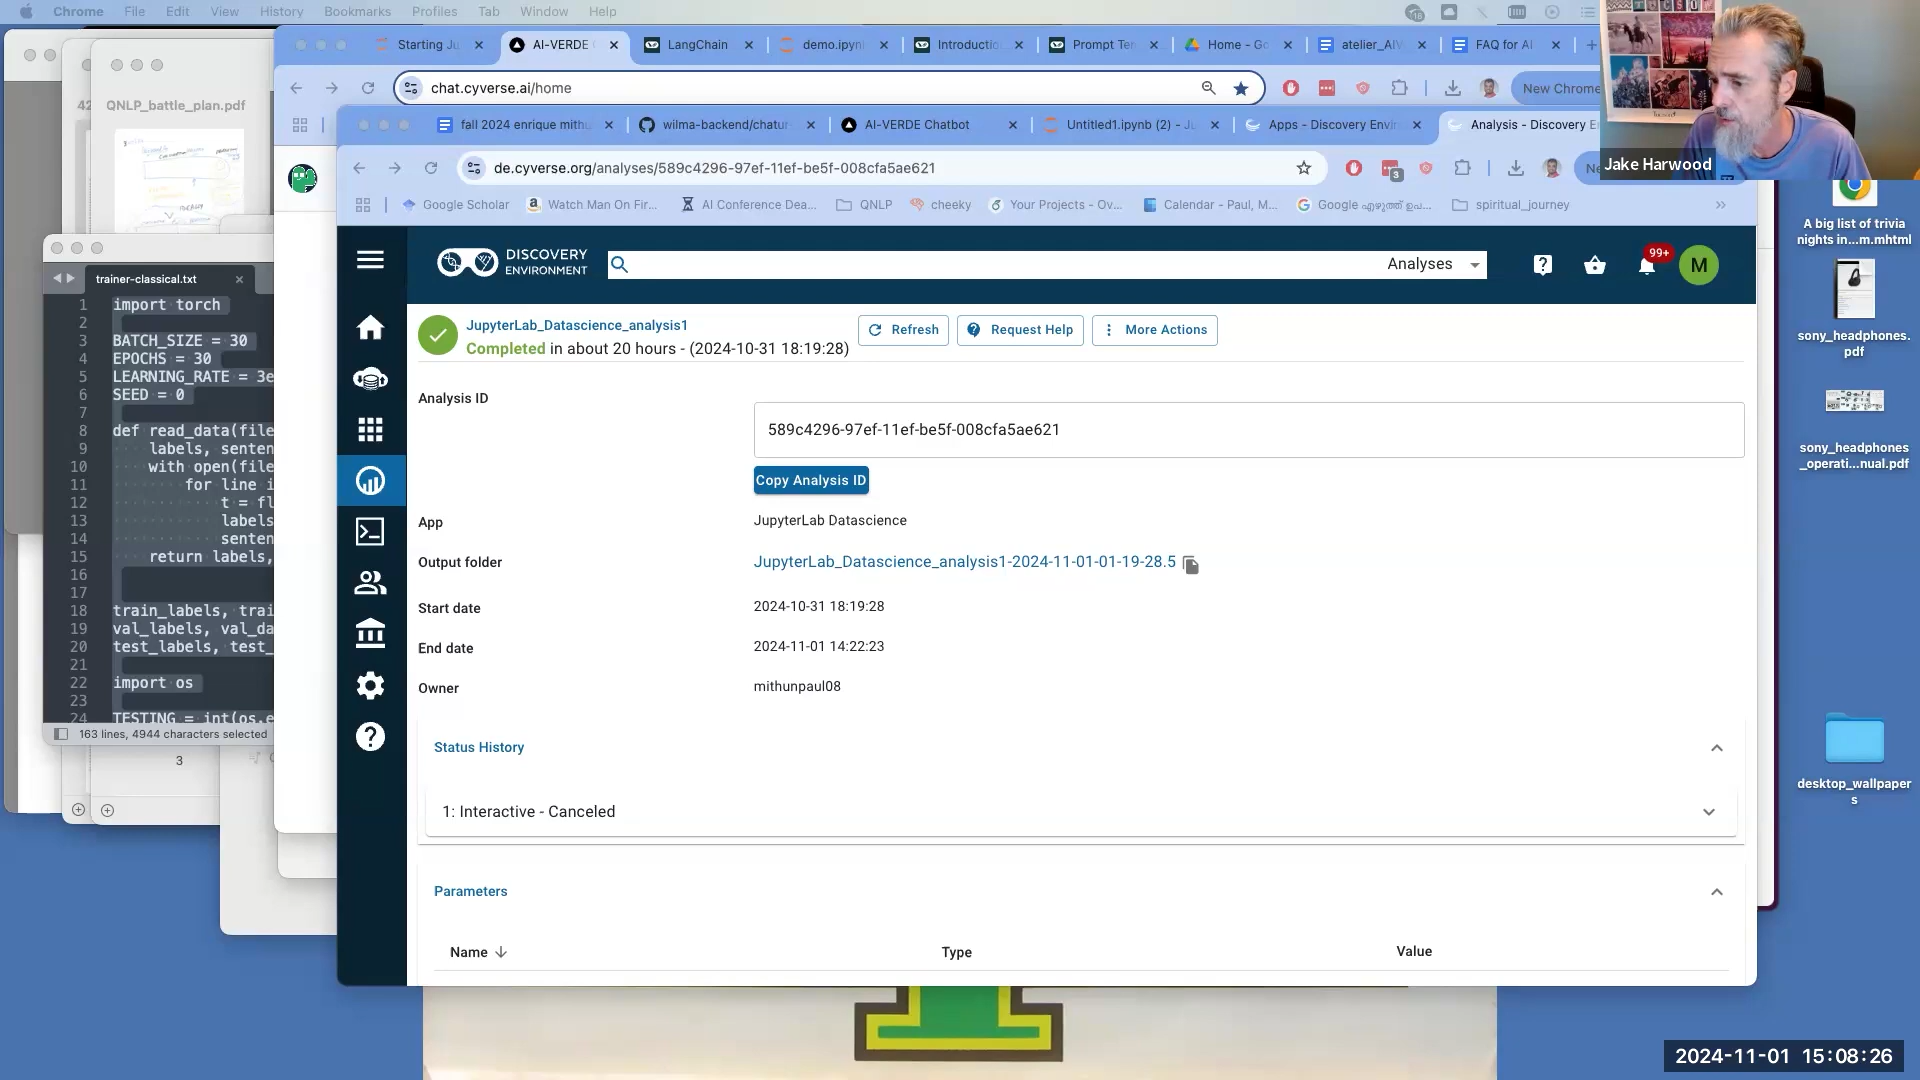 Chrome File Edit View History Bookmarks Profiles Tab Window Help
Starting Ju
AI-VERDE
LangChain
demo.ipyn
Introductio
Prompt Ten
Home - Go
atelier_AIV
FAQ for AI
chat.cyverse.ai/home
New Chrome
QNLP_battle_plan.pdf
fall 2024 enrique mithu
wilma-backend/chatur-
AI-VERDE Chatbot
Untitled1.ipynb (2) - Ju
Apps - Discovery Envir
Analysis - Discovery E
Jake Harwood
de.cyverse.org/analyses/589c4296-97ef-11ef-be5f-008cfa5ae621
3
Google Scholar
Watch Man On Fir...
AI Conference Dea...
QNLP
cheeky
Your Projects - Ov...
Calendar - Paul, M...
Google എഴുത്ത് ഉപ...
spiritual_journey
A big list of trivia
nights in...m.mhtml
DISCOVERY
ENVIRONMENT
Analyses
99+
M
sony_headphones.
pdf
sony_headphones
_operati...nual.pdf
desktop_wallpaper
s
trainer-classical.txt
1 import torch
2
3 BATCH_SIZE = 30
4 EPOCHS = 30
5 LEARNING_RATE = 3e
6 SEED = 0
7
8 def read_data(file
9 labels, senten
10 with open(file
11 for line i
12 t = fl
13 labels
14 senten
15 return labels,
16
17
18 train_labels, trai
19 val_labels, val_da
20 test_labels, test_
21
22 import os
23
24 TESTING = int(os.e
163 lines, 4944 characters selected
3
JupyterLab_Datascience_analysis1
Completed in about 20 hours - (2024-10-31 18:19:28)
Refresh
Request Help
More Actions
Analysis ID
589c4296-97ef-11ef-be5f-008cfa5ae621
Copy Analysis ID
App
JupyterLab Datascience
Output folder
JupyterLab_Datascience_analysis1-2024-11-01-01-19-28.5
Start date
2024-10-31 18:19:28
End date
2024-11-01 14:22:23
Owner
mithunpaul08
Status History
1: Interactive - Canceled
Parameters
Name
Type
Value
2024-11-01 15:08:26